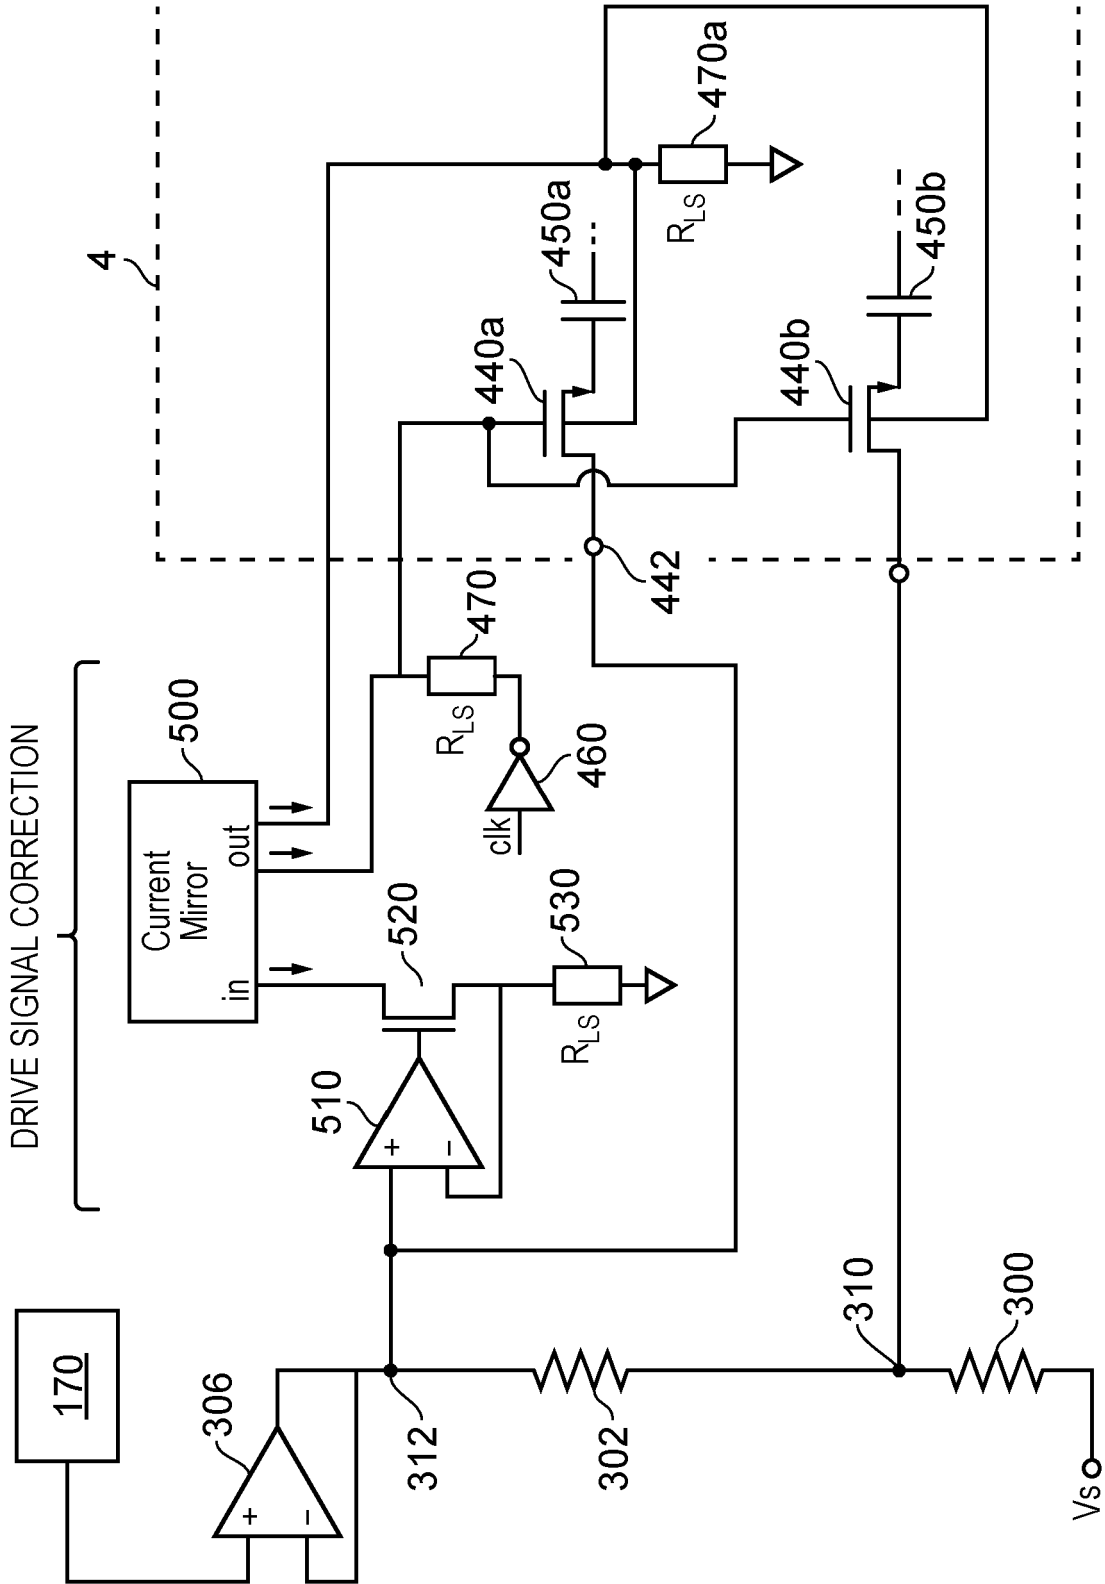 DRIVE SIGNAL CORRECTION
4
500
Current
Mirror
in
out
470a
R_LS
450a
440a
440b
450b
442
470
R_LS
460
clk
520
530
R_LS
510
+
-
170
306
+
-
312
302
310
300
Vs